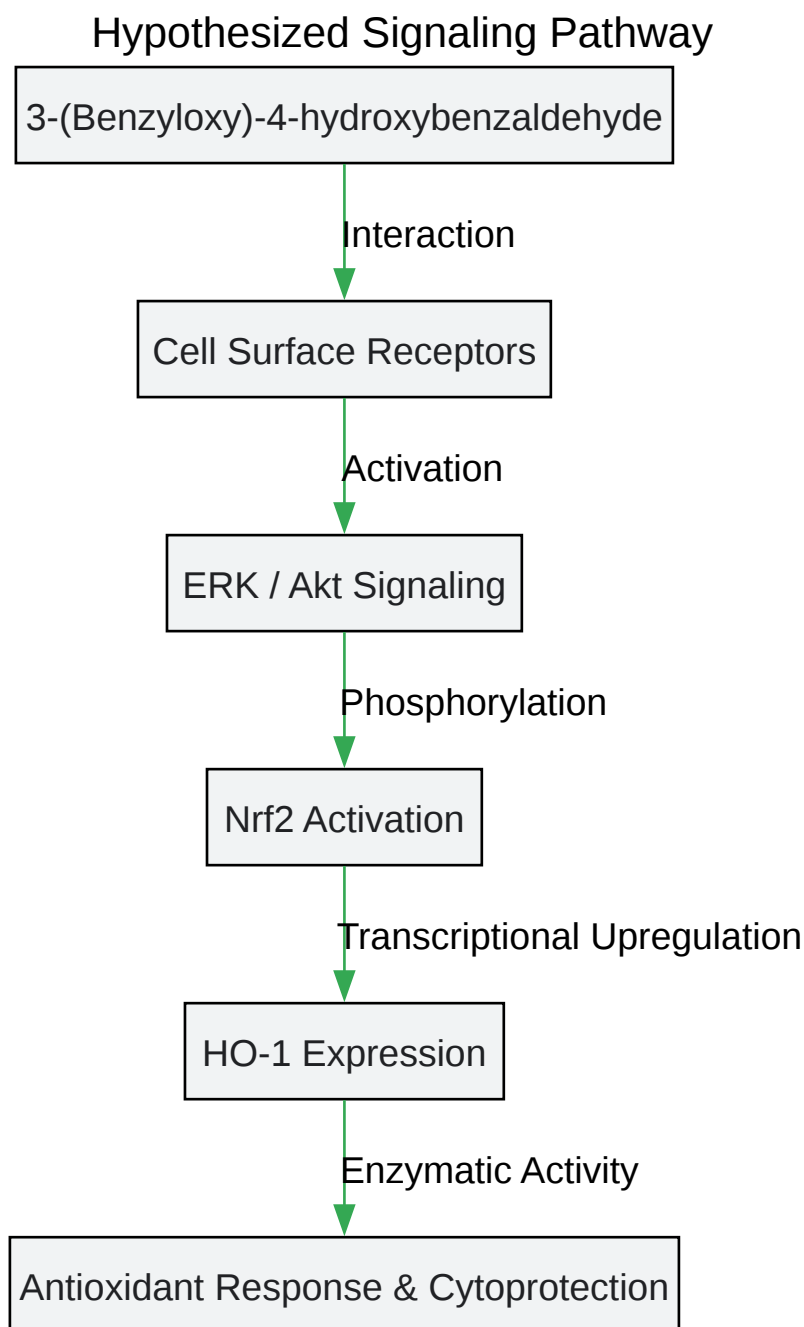 Hypothesized Signaling Pathway
3-(Benzyloxy)-4-hydroxybenzaldehyde
Interaction
Cell Surface Receptors
Activation
ERK / Akt Signaling
Phosphorylation
Nrf2 Activation
Transcriptional Upregulation
HO-1 Expression
Enzymatic Activity
Antioxidant Response & Cytoprotection